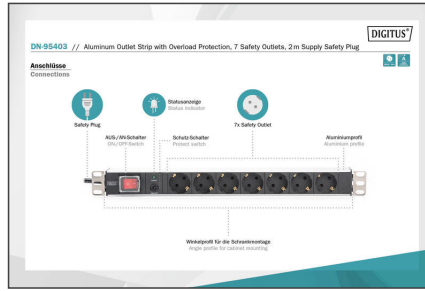 DIGITUS®
DN-95403 // Aluminum Outlet Strip with Overload Protection, 7 Safety Outlets, 2 m Supply Safety Plug
Anschlüsse
Connections
Statusanzeige
Status indicator
Safety Plug
7x Safety Outlet
AUS-/AN-Schalter
ON-/OFF-Switch
Schutz-Schalter
Protect switch
Aluminiumprofil
Aluminium profile
Winkelprofil für die Schrankmontage
Angle profile for cabinet mounting